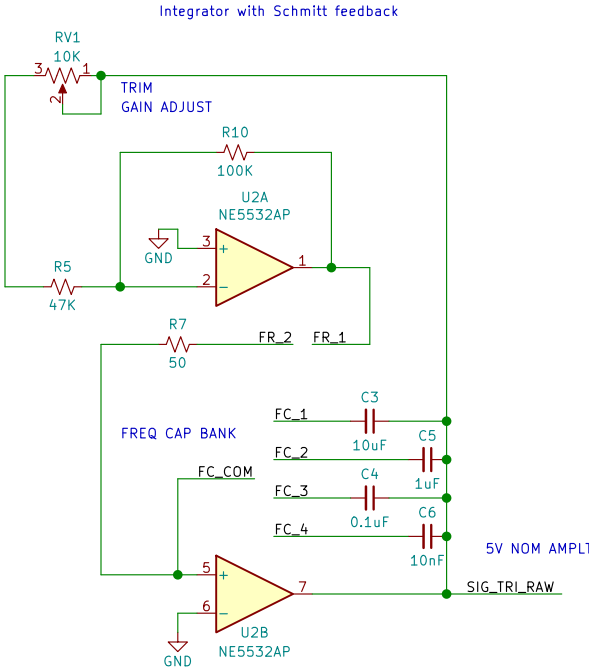 Integrator with Schmitt feedback
RV1
10K
3
1
2
TRIM
GAIN ADJUST
R10
100K
U2A
NE5532AP
3
+
GND
1
2
−
R5
47K
R7
50
FR_2
FR_1
C3
FC_1
10uF
FREQ CAP BANK
C5
FC_2
1uF
FC_COM
C4
FC_3
0.1uF
C6
FC_4
10nF
5V NOM AMPLT
5
+
7
SIG_TRI_RAW
6
−
U2B
NE5532AP
GND